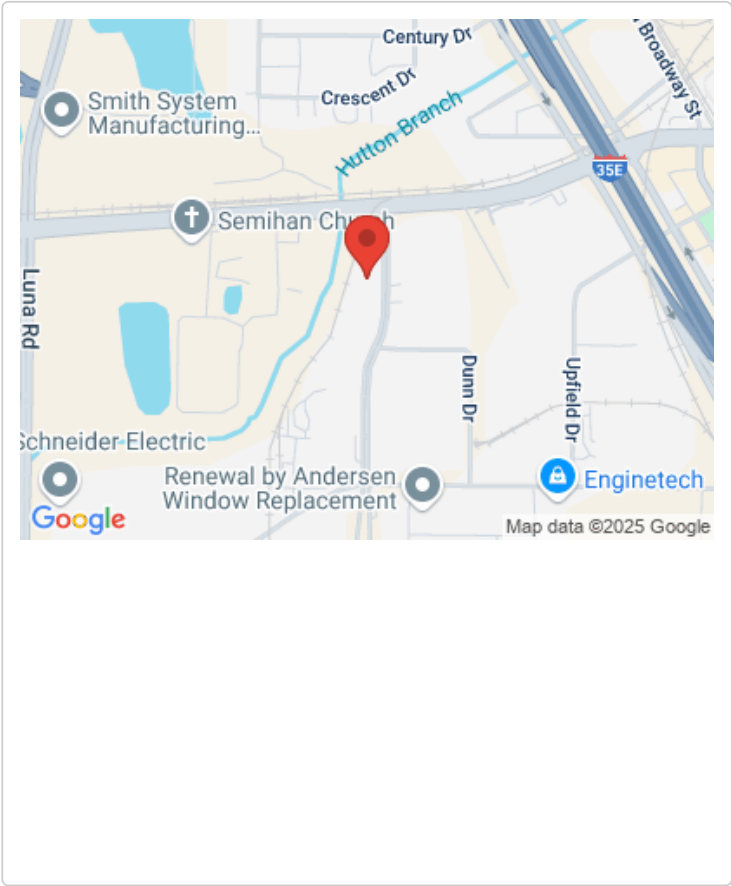 Century Dr
Broadway St
Crescent Dr
Smith System
Manufacturing...
Hutton Branch
35E
Semihan Church
Luna Rd
Dunn Dr
Upfield Dr
Schneider Electric
Renewal by Andersen
Window Replacement
Enginetech
Google
Map data ©2025 Google